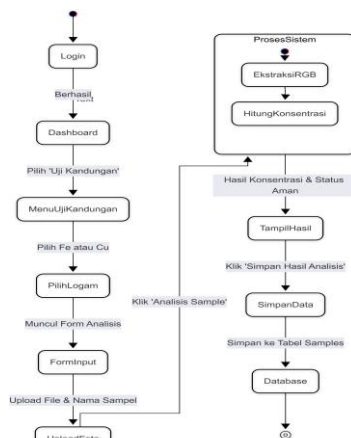 Login
Berhasil
Dashboard
Pilih 'Uji Kandungan'
MenuUjiKandungan
Pilih Fe atau Cu
PilihLogam
Muncul Form Analisis
FormInput
Upload File & Nama Sampel
UploadFoto
Klik 'Analisis Sample'
ProsesSistem
EkstraksiRGB
HitungKonsentrasi
Hasil Konsentrasi & Status
Aman
TampilHasil
Klik 'Simpan Hasil Analisis'
SimpanData
Simpan ke Tabel Samples
Database